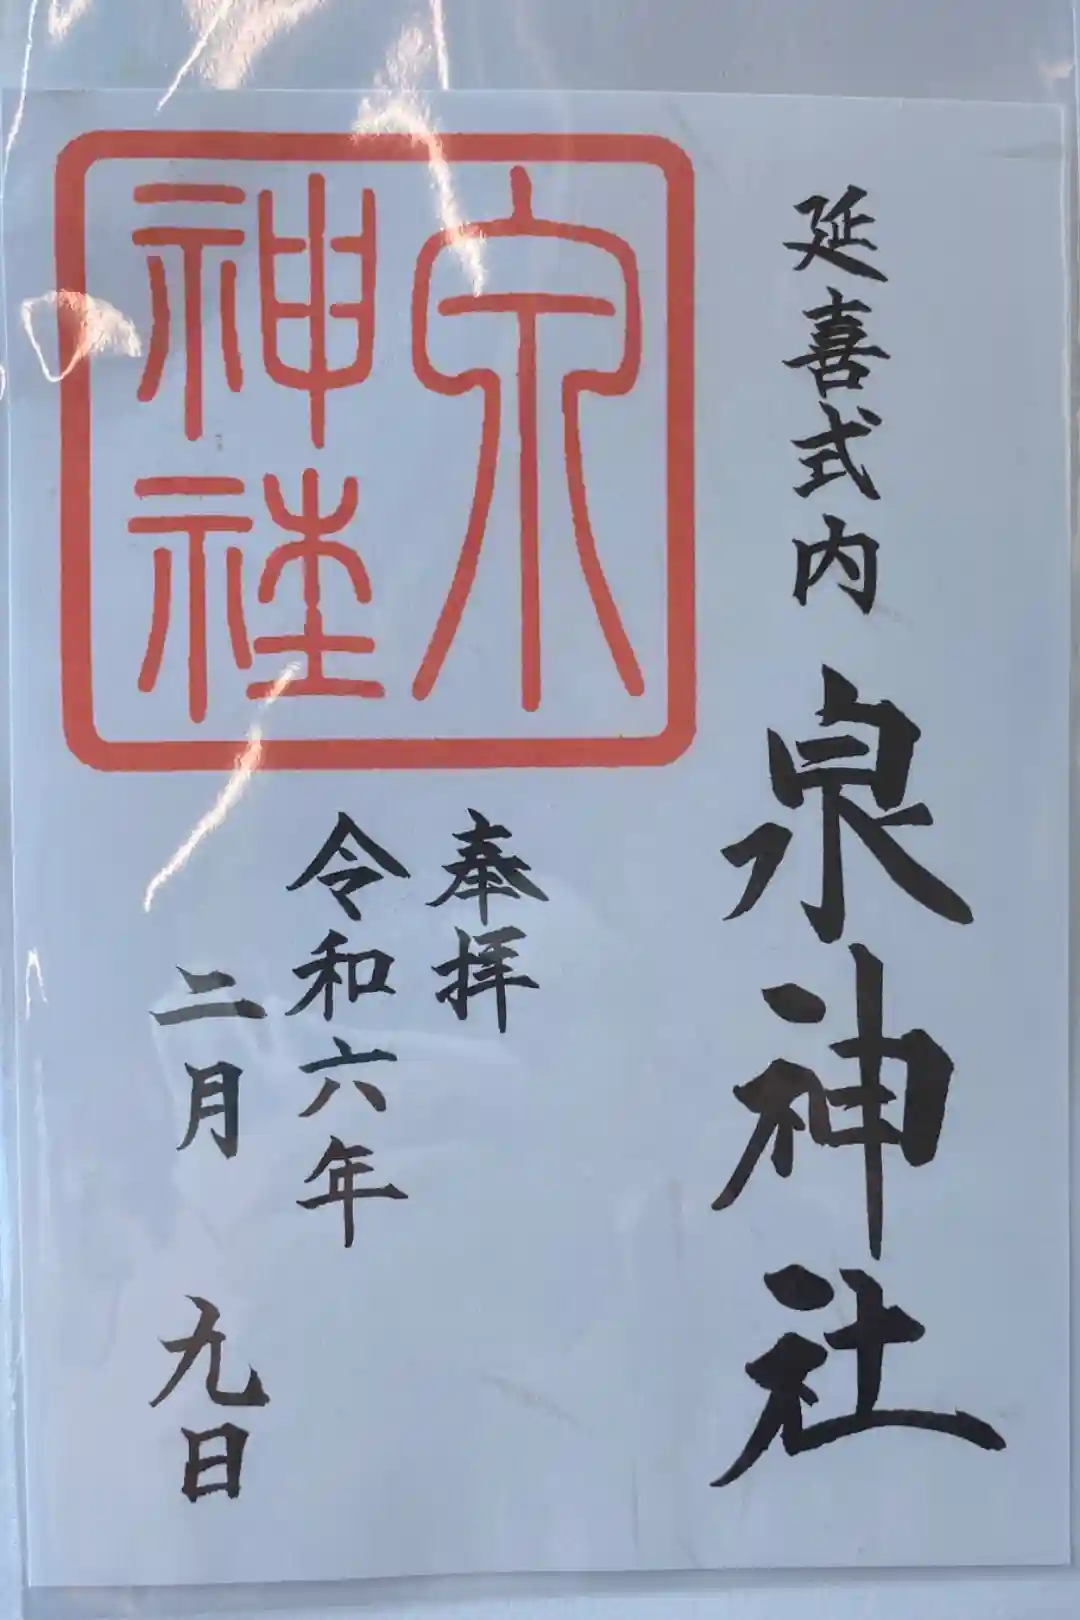 延喜式内 泉神社
奉拝
令和六年
二月 九日
泉
神社